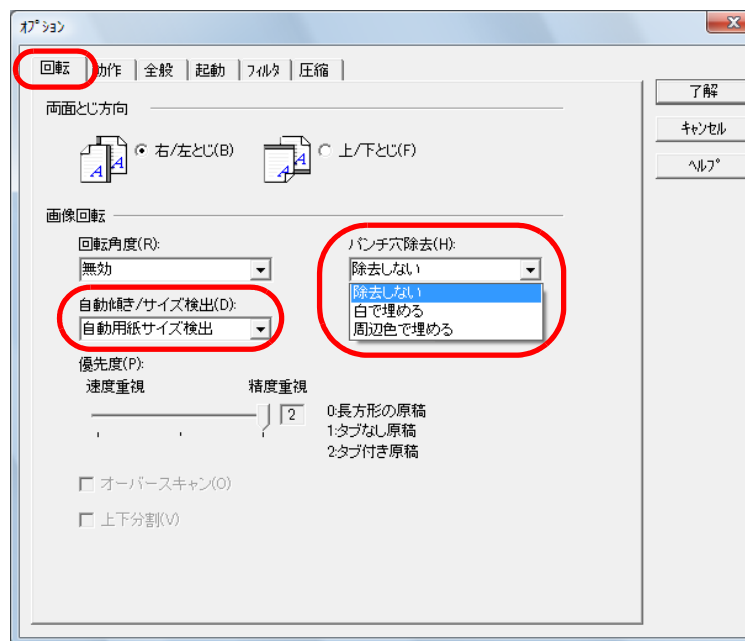 オプション
回転 動作 全般 起動 フィルタ 圧縮
了解
キャンセル
ヘルプ
両面とじ方向
A A 右/左とじ(B) A A 上/下とじ(F)
画像回転
回転角度(R):
無効
パンチ穴除去(H):
除去しない
除去しない
白で埋める
周辺色で埋める
自動傾き/サイズ検出(D):
自動用紙サイズ検出
優先度(P):
速度重視 精度重視
2
0:長方形の原稿
1:タブなし原稿
2:タブ付き原稿
オーバースキャン(O)
上下分割(V)